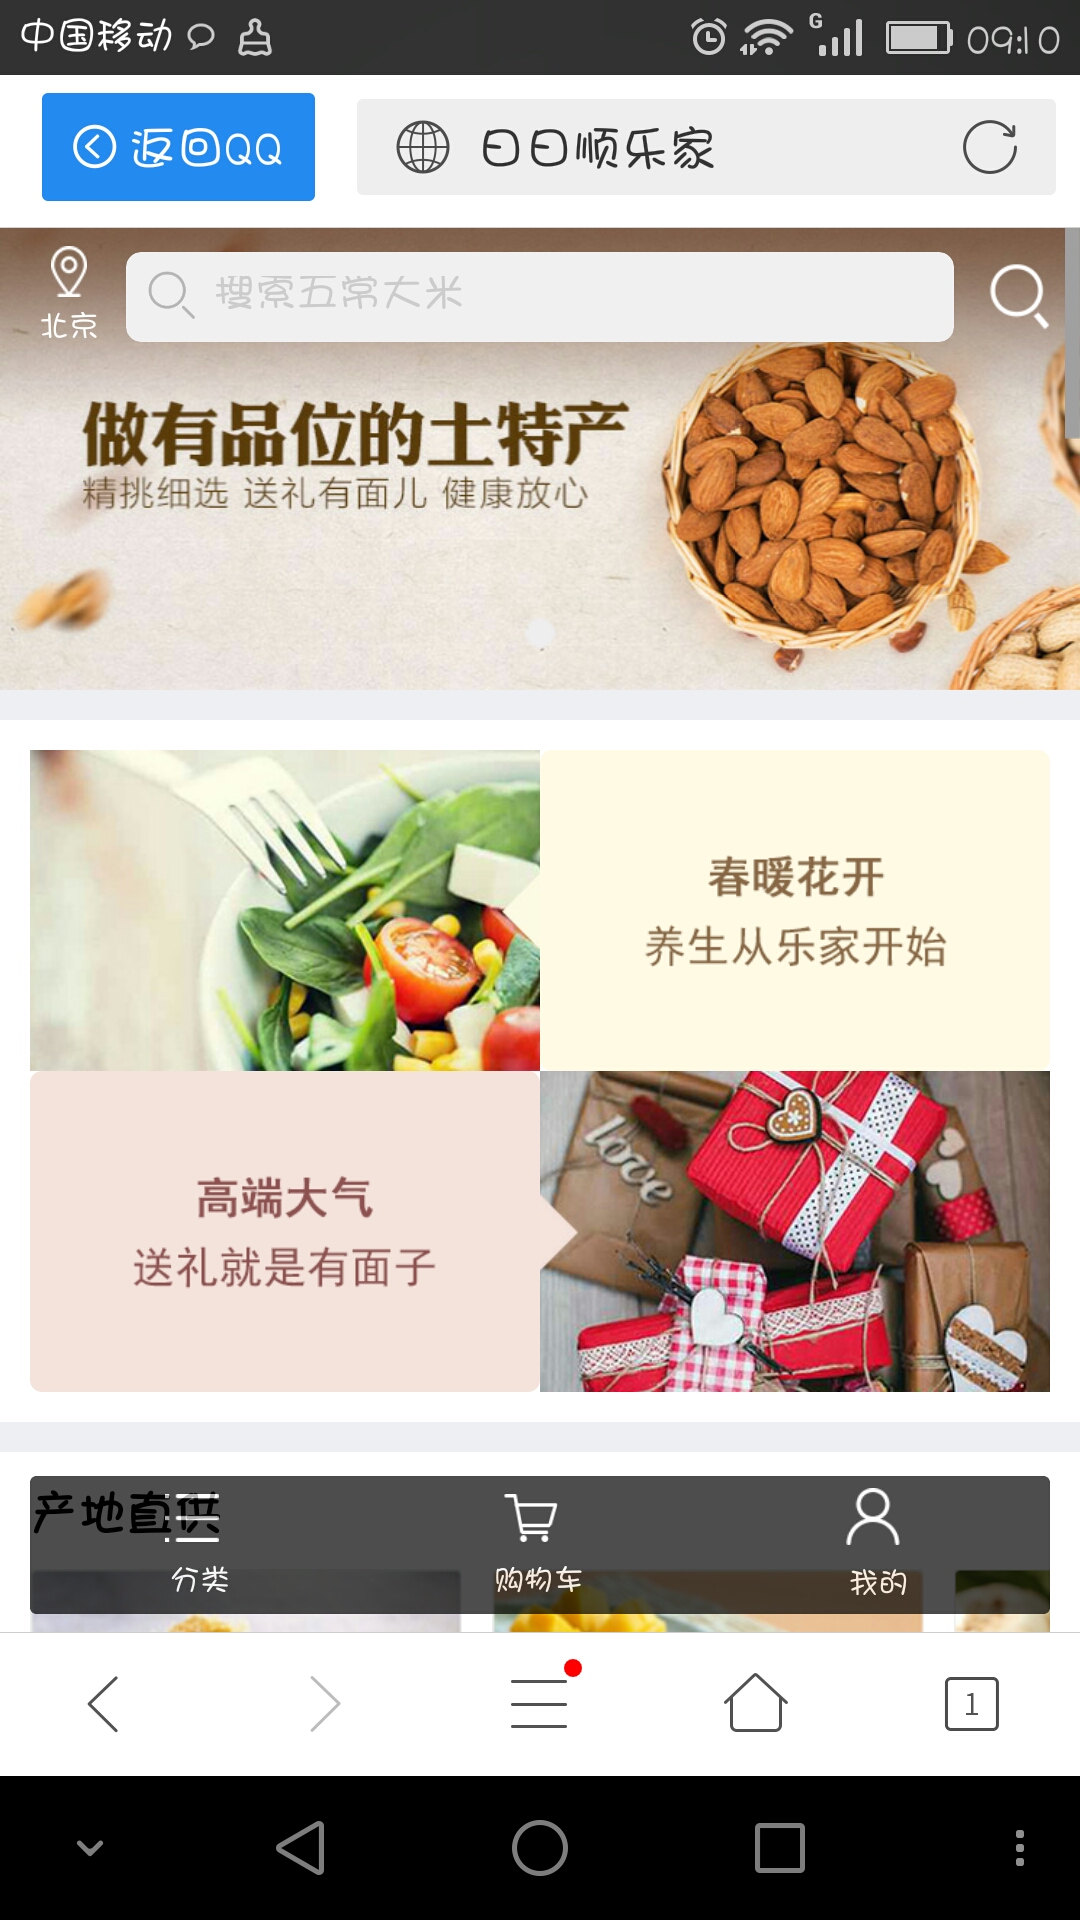 中国移动
G
09:10
返回QQ
日日顺乐家
北京
搜索五常大米
做有品位的土特产
精挑细选 送礼有面儿 健康放心
春暖花开
养生从乐家开始
love
高端大气
送礼就是有面子
产地直供
分类
购物车
我的
1